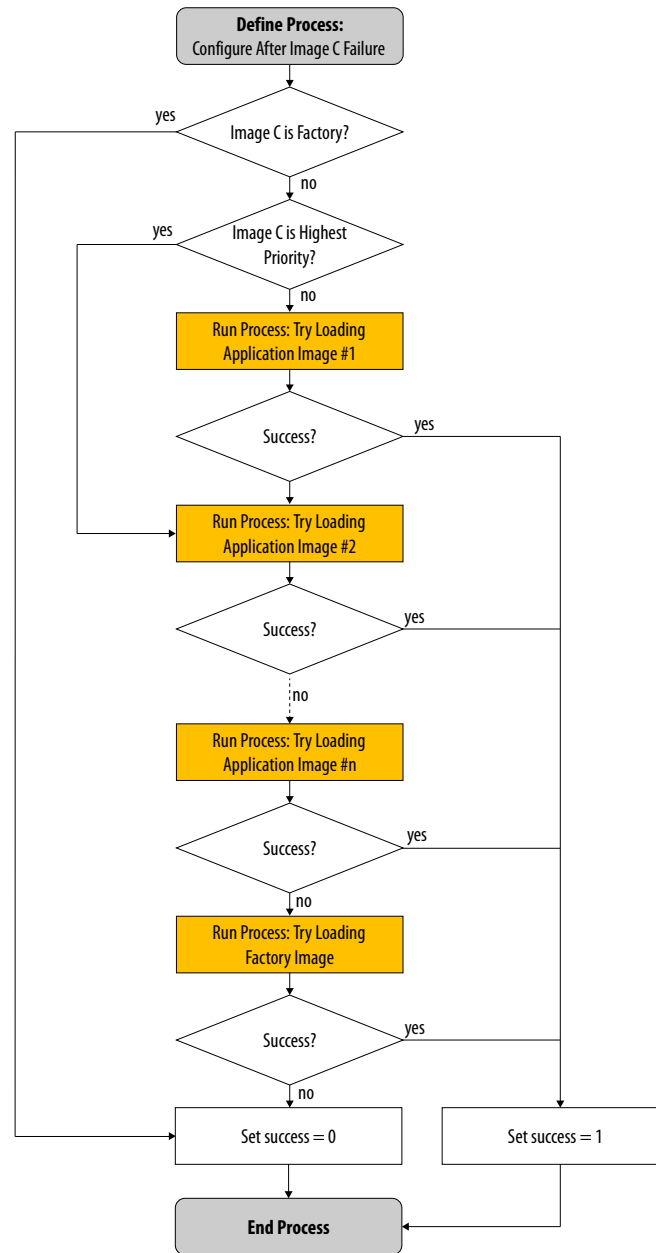 Define Process:
Configure After Image C Failure
yes
Image C is Factory?
no
yes
Image C is Highest
Priority?
no
Run Process: Try Loading
Application Image #1
Success?
yes
Run Process: Try Loading
Application Image #2
Success?
yes
no
Run Process: Try Loading
Application Image #n
Success?
yes
no
Run Process: Try Loading
Factory Image
Success?
yes
no
Set success = 0
Set success = 1
End Process